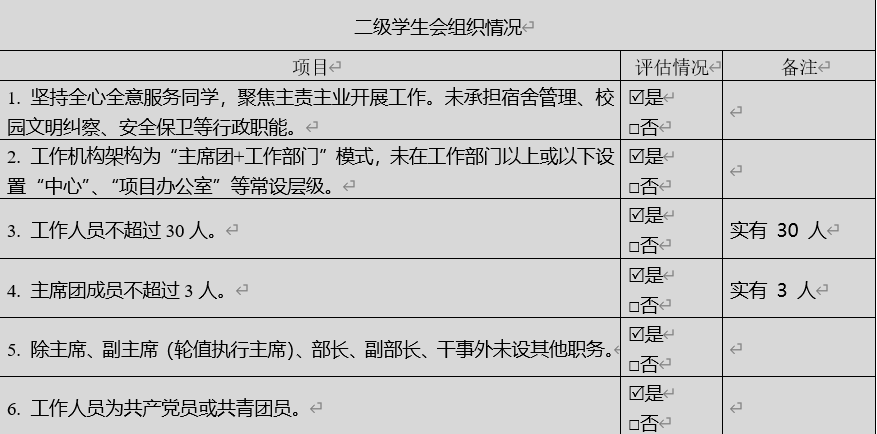 二级学生会组织情况
项目 评估情况 备注
1. 坚持全心全意服务同学，聚焦主责主业开展工作。未承担宿舍管理、校
园文明纠察、安全保卫等行政职能。
☑是
□否
2. 工作机构架构为“主席团+工作部门”模式，未在工作部门以上或以下设
置“中心”、“项目办公室”等常设层级。
☑是
□否
3. 工作人员不超过 30 人。
☑是
□否
实有 30 人
4. 主席团成员不超过 3 人。
☑是
□否
实有 3 人
5. 除主席、副主席（轮值执行主席）、部长、副部长、干事外未设其他职务。
☑是
□否
6. 工作人员为共产党员或共青团员。
☑是
□否